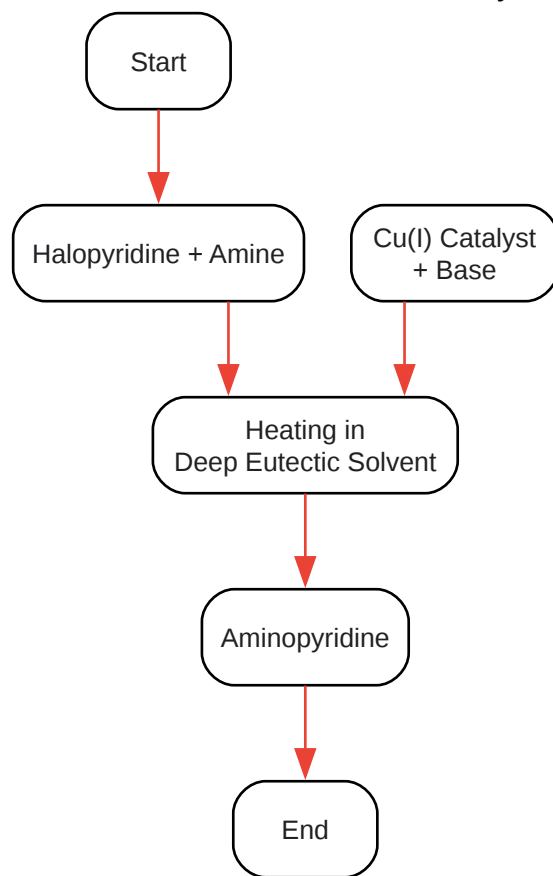 Start
Halopyridine + Amine
Cu(I) Catalyst
+ Base
Heating in
Deep Eutectic Solvent
Aminopyridine
End